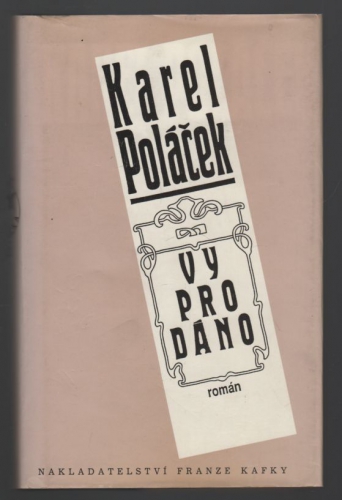 Karel
Poláček
VY
PRO
DÁNO
román
NAKLADATELSTVÍ FRANZE KAFKY